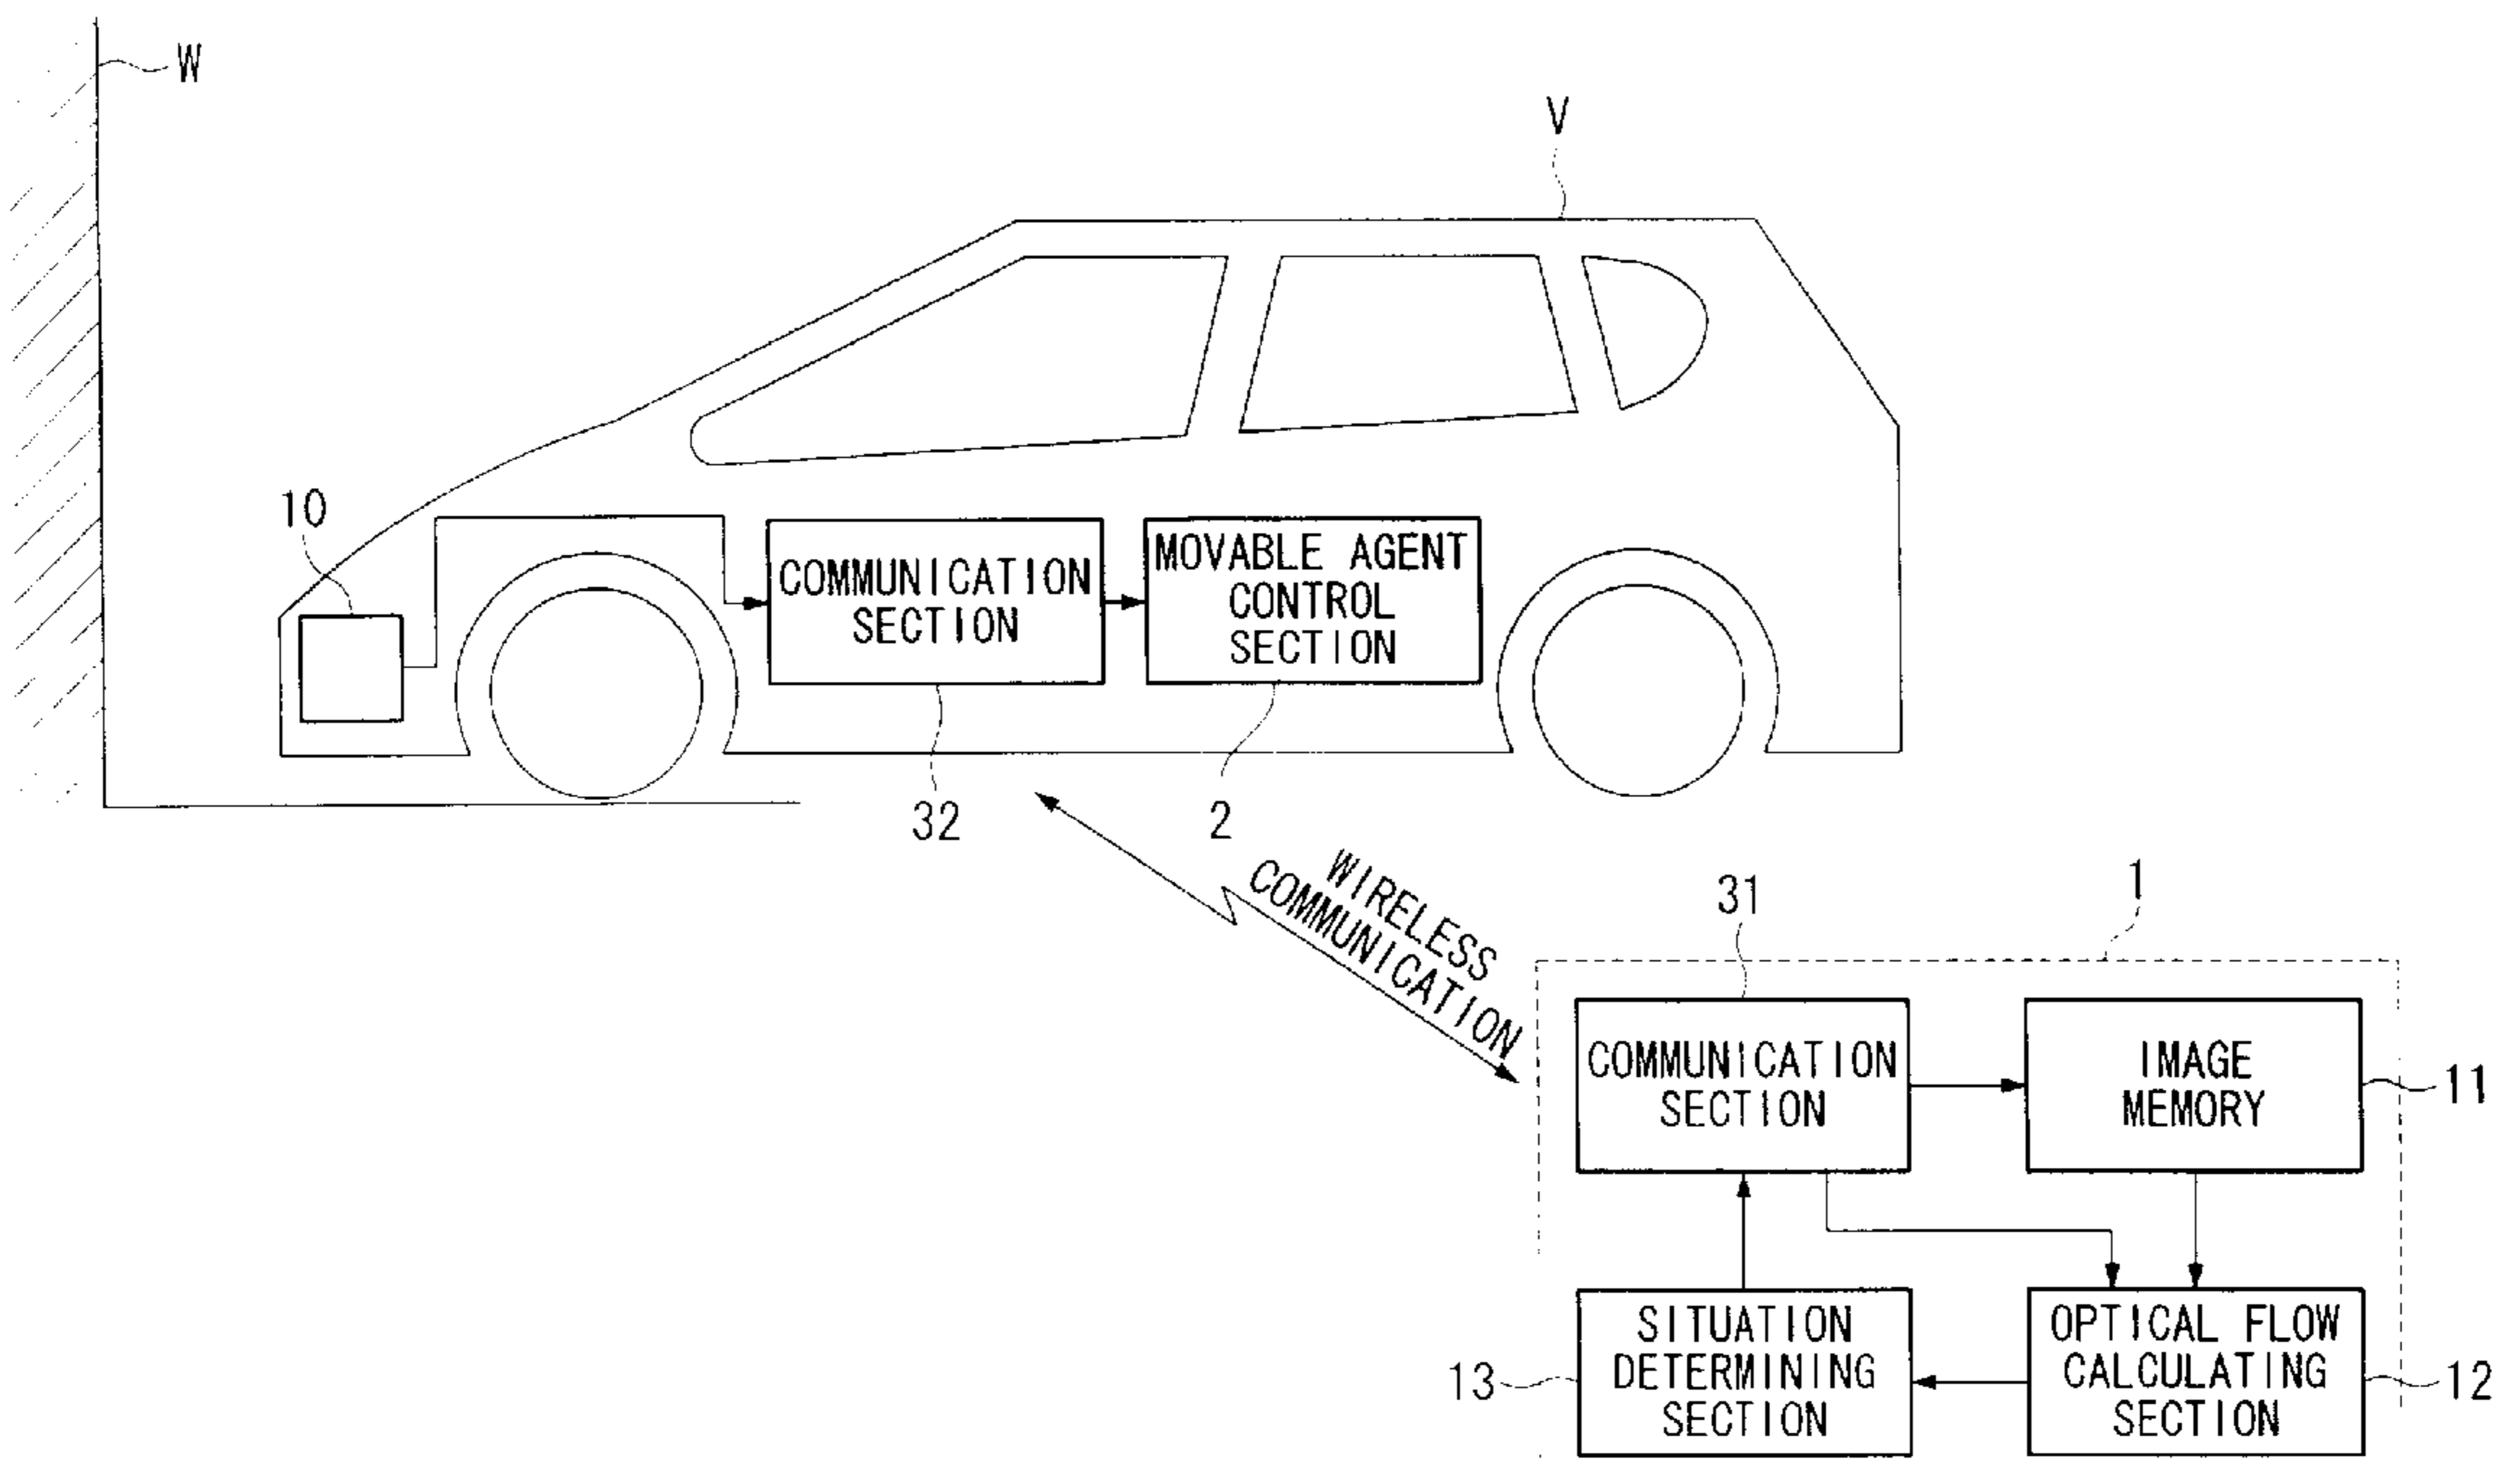 W
V
10
COMMUNICATION
SECTION
MOVABLE AGENT
CONTROL
SECTION
32
2
WIRELESS
COMMUNICATION
1
31
COMMUNICATION
SECTION
IMAGE
MEMORY
11
SITUATION
DETERMINING
SECTION
13
OPTICAL FLOW
CALCULATING
SECTION
12